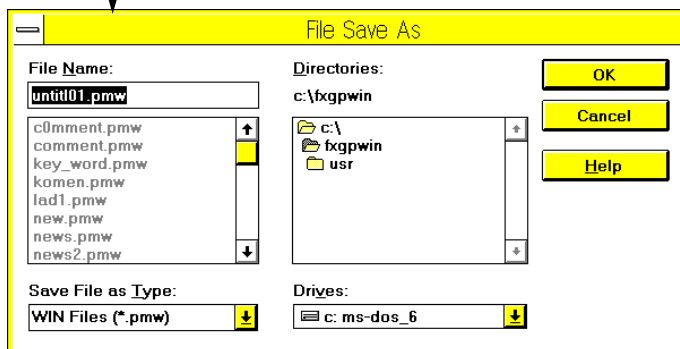 File Save As
File Name:
untitl01.pmw
c0mment.pmw
comment.pmw
key_word.pmw
komen.pmw
lad1.pmw
new.pmw
news.pmw
news2.pmw
Save File as Type:
WIN Files (*.pmw)
Directories:
c:\fxgpwin
c:\
fxgpwin
usr
Drives:
c: ms-dos_6
OK
Cancel
Help